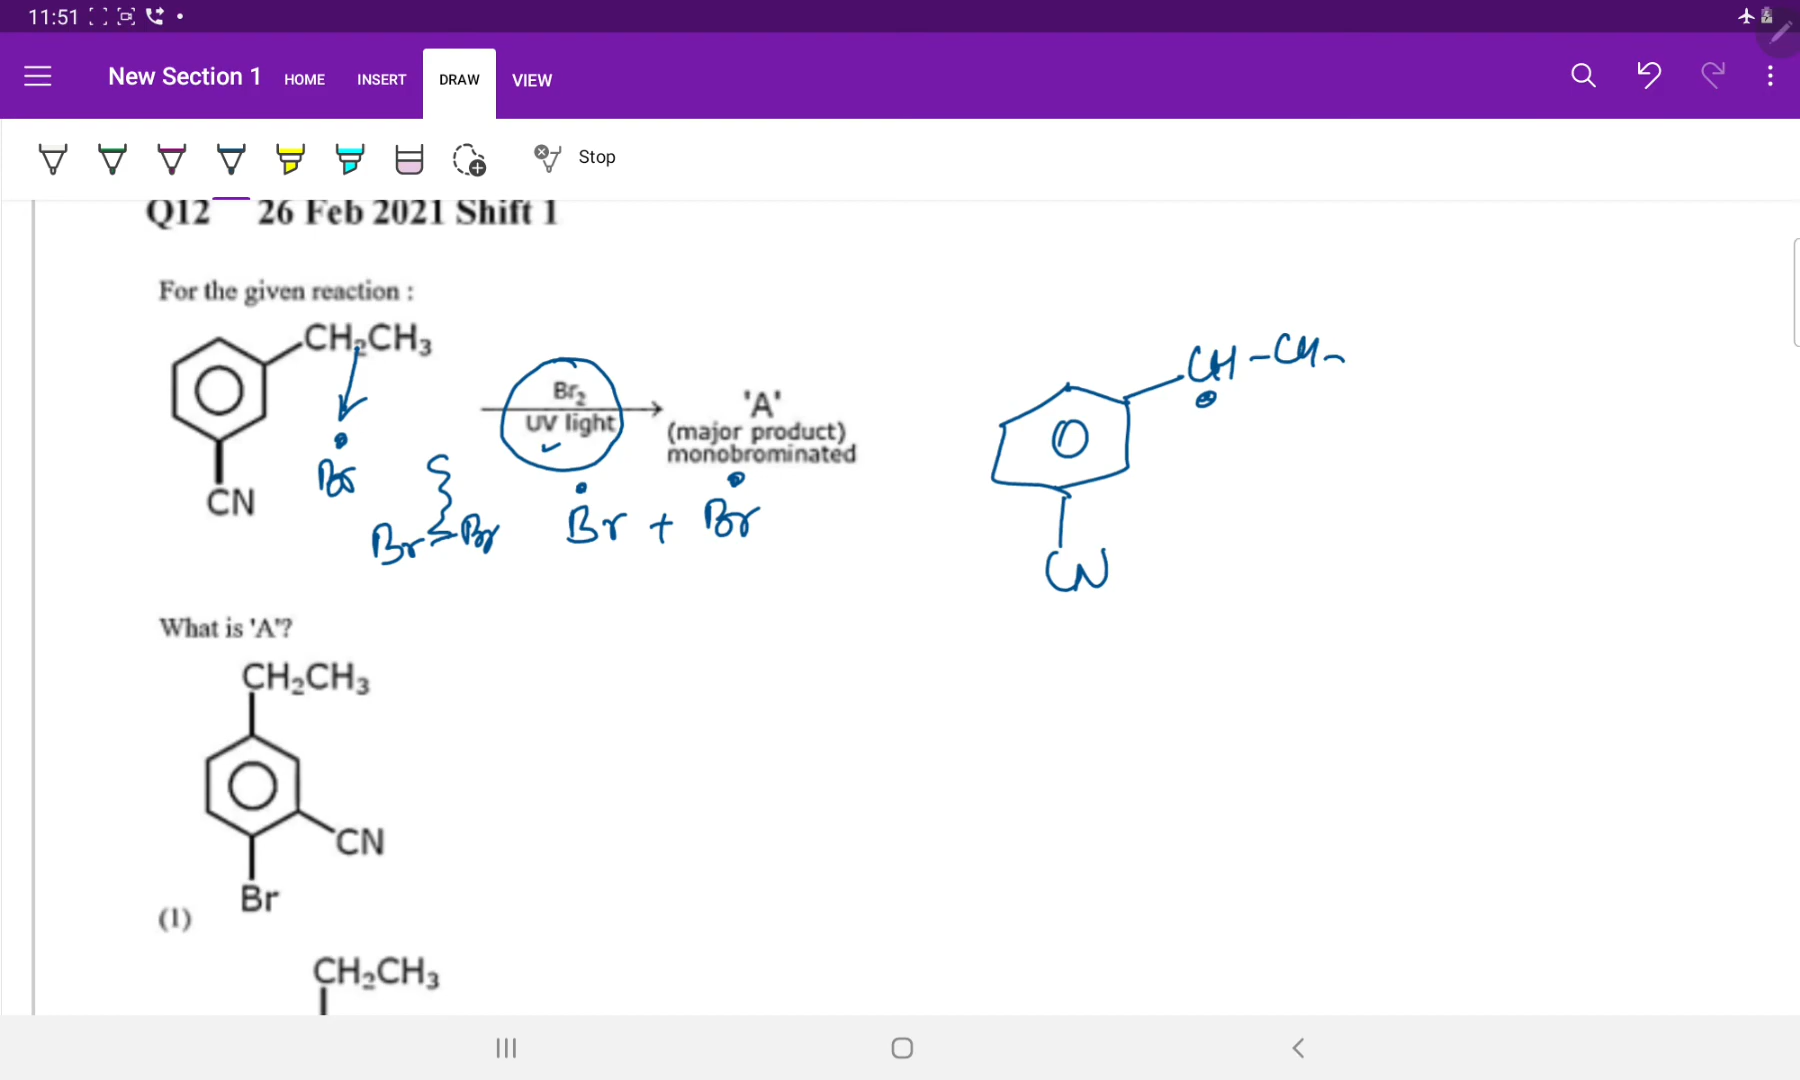 11:51
New Section 1 HOME INSERT DRAW VIEW
Stop
Q12 26 Feb 2021 Shift 1
For the given reaction :
CH₂CH₃
CN
Br₂
UV light
'A'
(major product)
monobrominated
Br
Br Br
Br + Br
CH-CH₃
CN
What is 'A'?
CH₂CH₃
CN
Br
(1)
CH₂CH₃